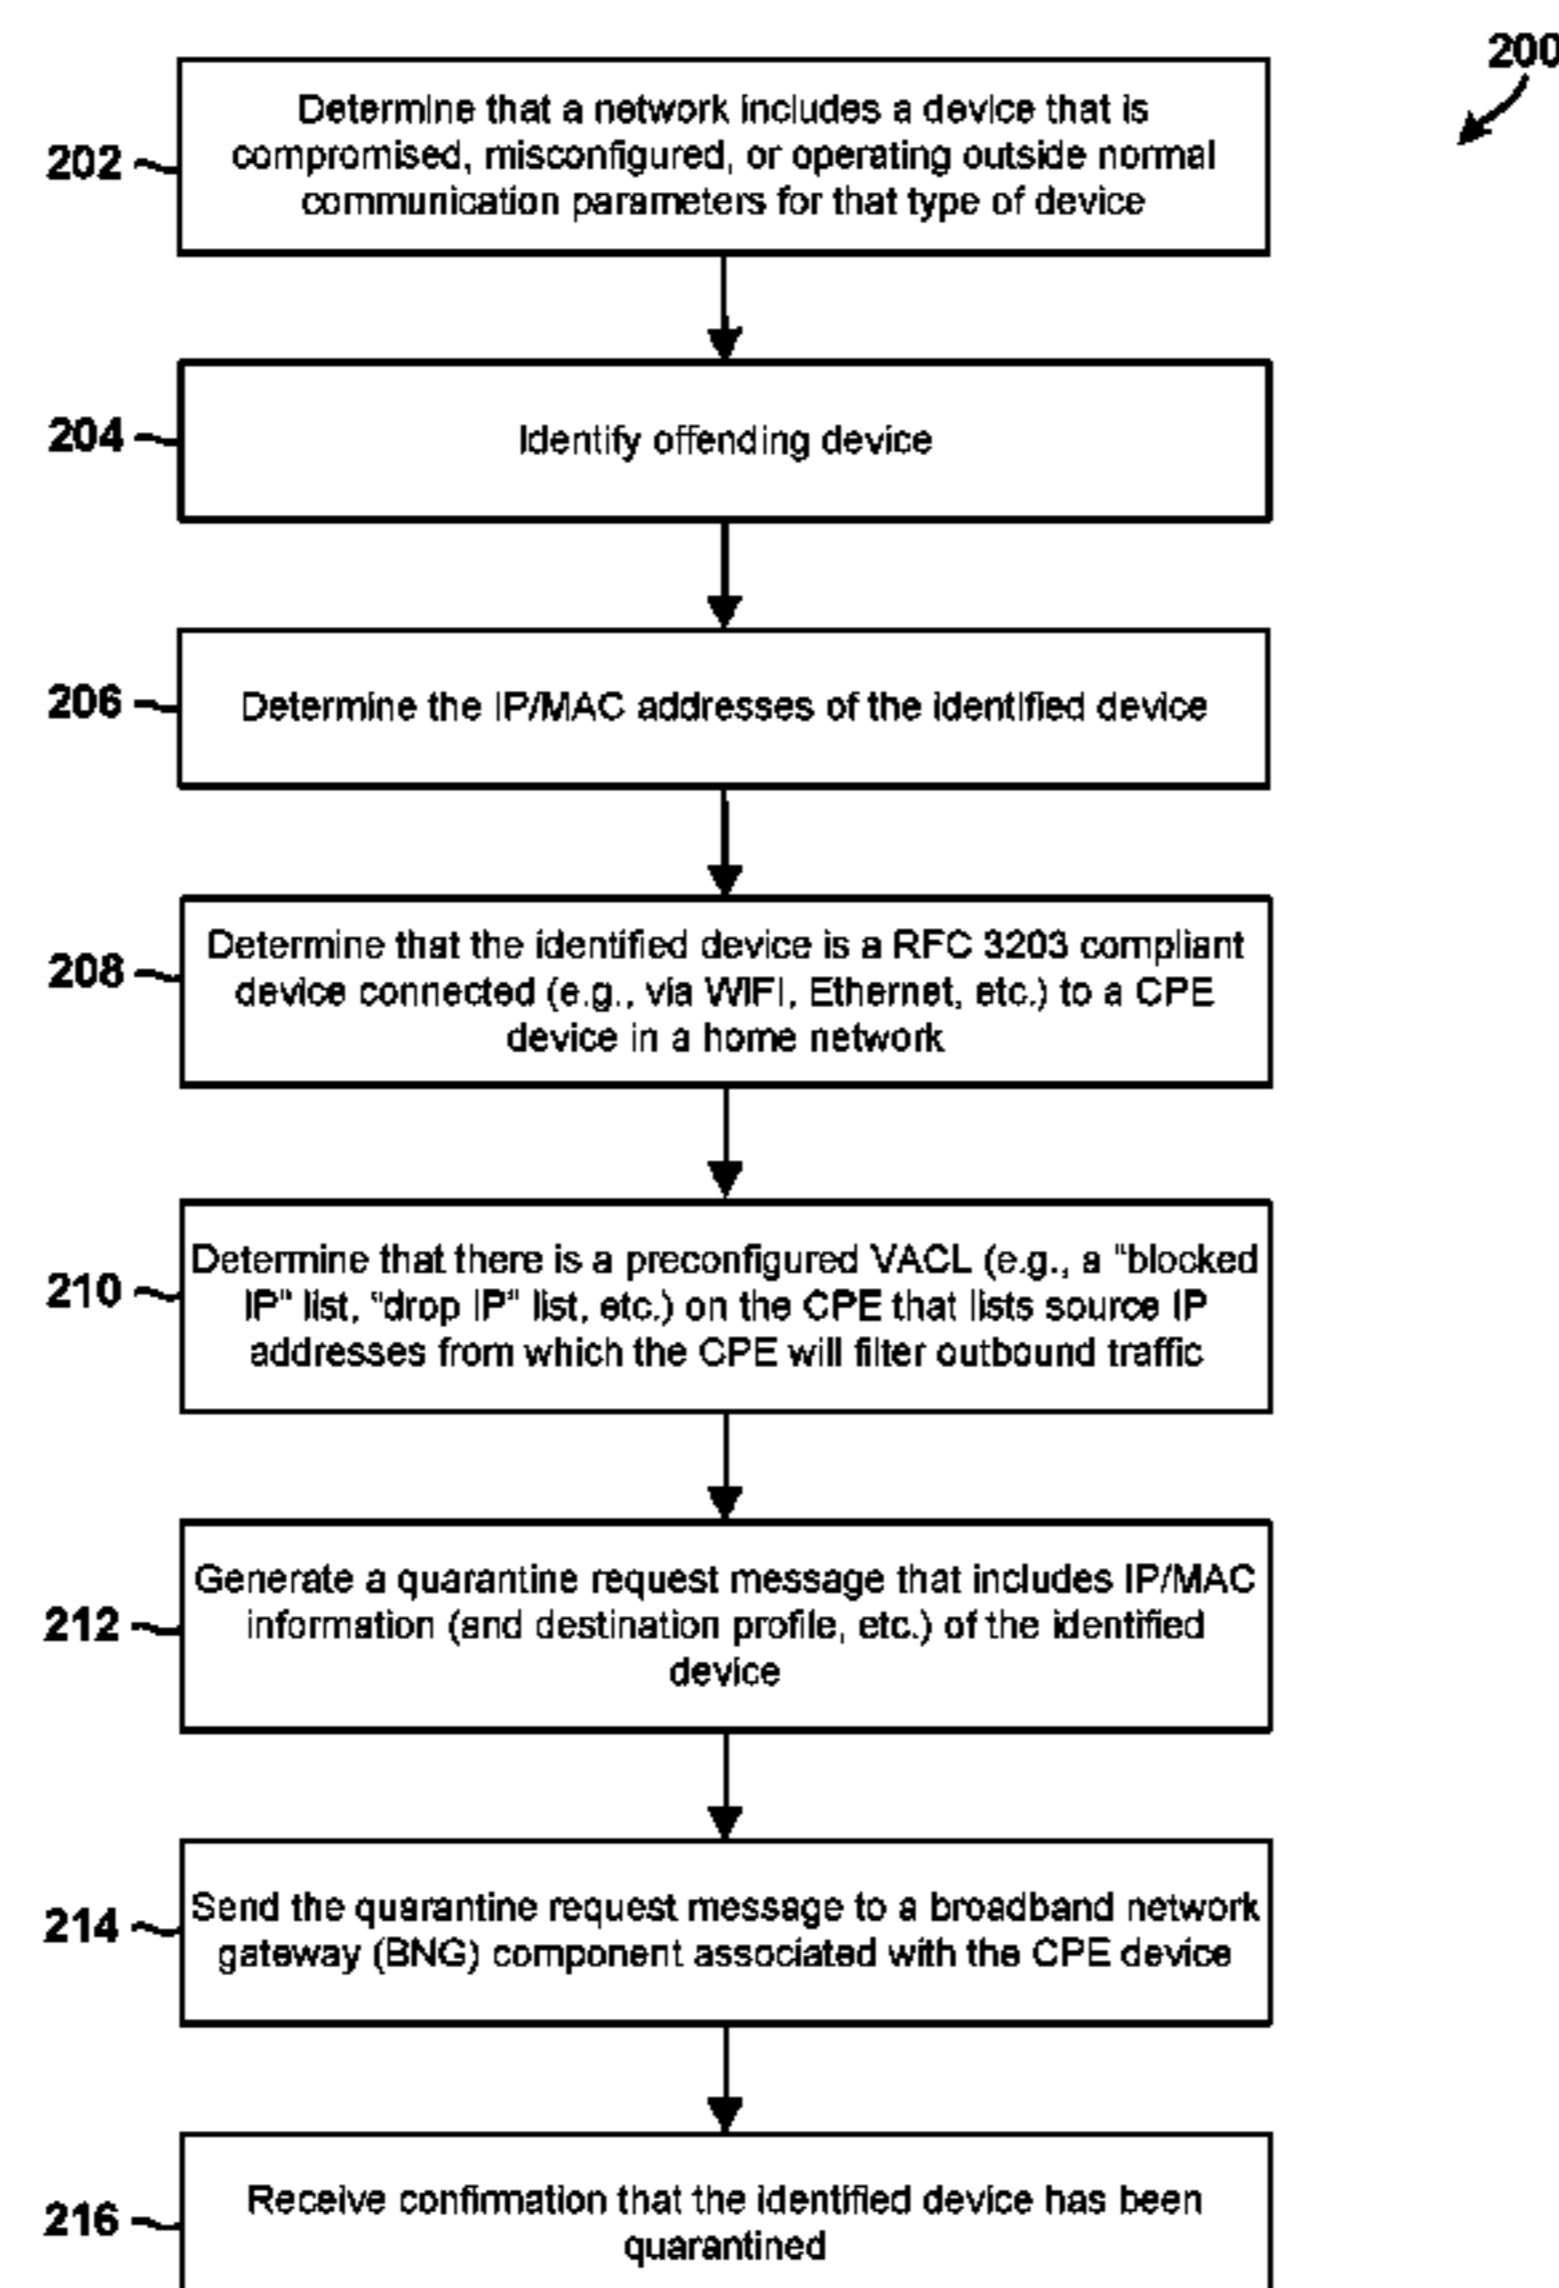 200
202
Determine that a network includes a device that is
compromised, misconfigured, or operating outside normal
communication parameters for that type of device
204
Identify offending device
206
Determine the IP/MAC addresses of the identified device
208
Determine that the identified device is a RFC 3203 compliant
device connected (e.g., via WIFI, Ethernet, etc.) to a CPE
device in a home network
210
Determine that there is a preconfigured VACL (e.g., a "blocked
IP" list, "drop IP" list, etc.) on the CPE that lists source IP
addresses from which the CPE will filter outbound traffic
212
Generate a quarantine request message that includes IP/MAC
information (and destination profile, etc.) of the identified
device
214
Send the quarantine request message to a broadband network
gateway (BNG) component associated with the CPE device
216
Receive confirmation that the identified device has been
quarantined